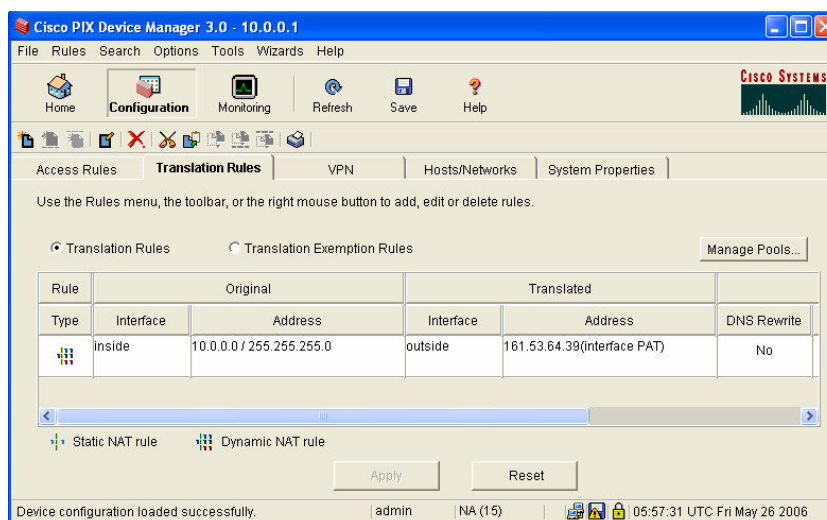 Cisco PIX Device Manager 3.0 - 10.0.0.1
File Rules Search Options Tools Wizards Help
Home Configuration Monitoring Refresh Save Help
CISCO SYSTEMS
Access Rules Translation Rules VPN Hosts/Networks System Properties
Use the Rules menu, the toolbar, or the right mouse button to add, edit or delete rules.
Translation Rules Translation Exemption Rules Manage Pools...
Rule Original Translated
Type Interface Address Interface Address DNS Rewrite
inside 10.0.0.0 / 255.255.255.0 outside 161.53.64.39(interface PAT) No
Static NAT rule Dynamic NAT rule
Apply Reset
Device configuration loaded successfully. admin NA (15) 05:57:31 UTC Fri May 26 2006